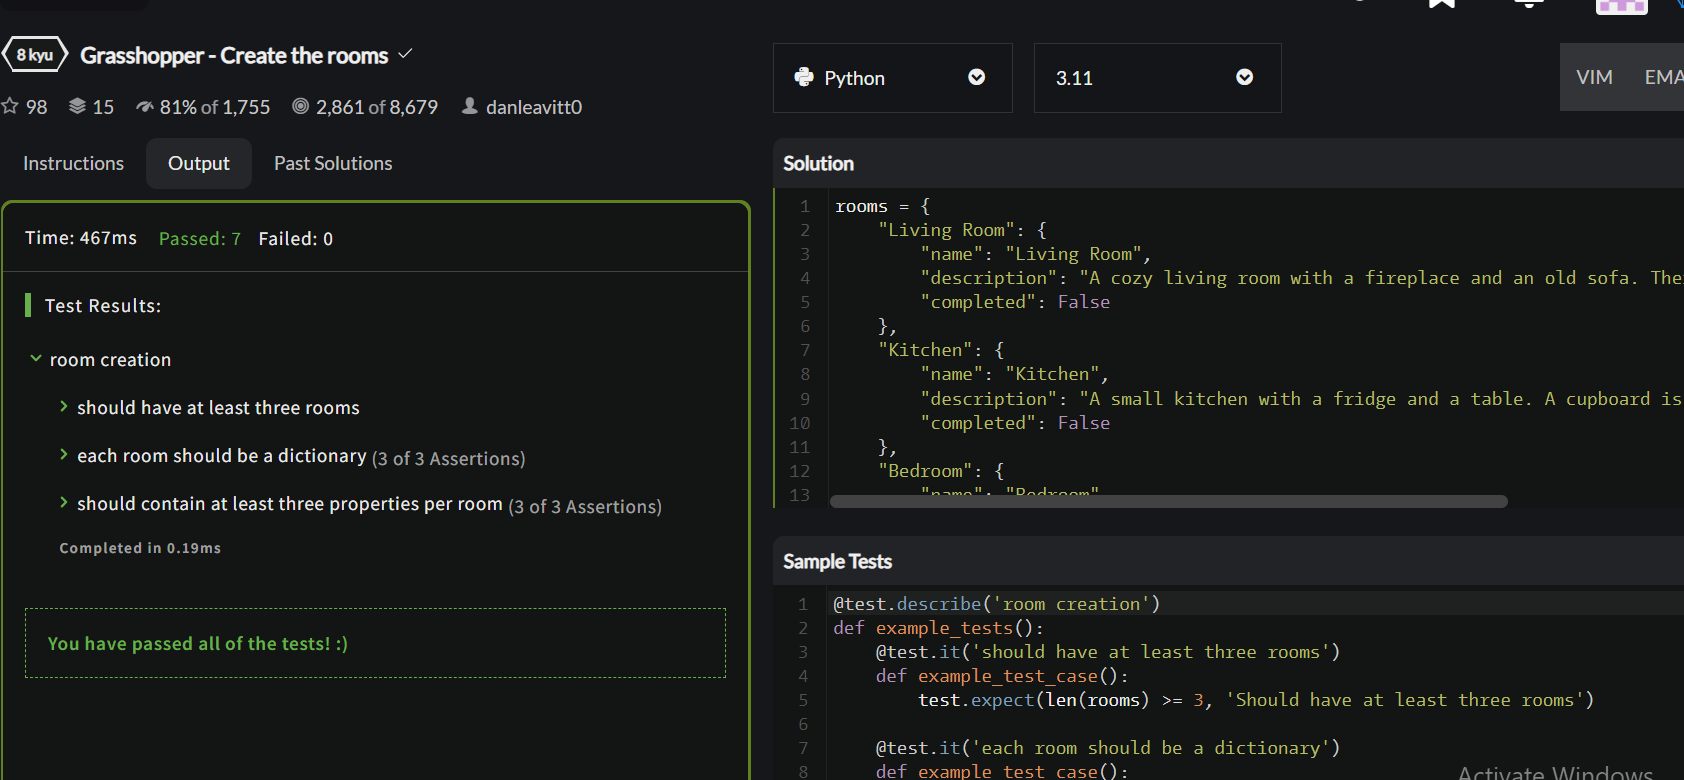 8 kyu Grasshopper - Create the rooms
98 15 81% of 1,755 2,861 of 8,679 danleavitt0
Instructions Output Past Solutions
Time: 467ms Passed: 7 Failed: 0
Test Results:
room creation
should have at least three rooms
each room should be a dictionary (3 of 3 Assertions)
should contain at least three properties per room (3 of 3 Assertions)
Completed in 0.19ms
You have passed all of the tests! :)
Python 3.11 VIM EMA
Solution
1 rooms = {
2 "Living Room": {
3 "name": "Living Room",
4 "description": "A cozy living room with a fireplace and an old sofa. The
5 "completed": False
6 },
7 "Kitchen": {
8 "name": "Kitchen",
9 "description": "A small kitchen with a fridge and a table. A cupboard is
10 "completed": False
11 },
12 "Bedroom": {
13 "name": "Bedroom"
Sample Tests
1 @test.describe('room creation')
2 def example_tests():
3 @test.it('should have at least three rooms')
4 def example_test_case():
5 test.expect(len(rooms) >= 3, 'Should have at least three rooms')
6
7 @test.it('each room should be a dictionary')
8 def example_test_case():
Activate Windows